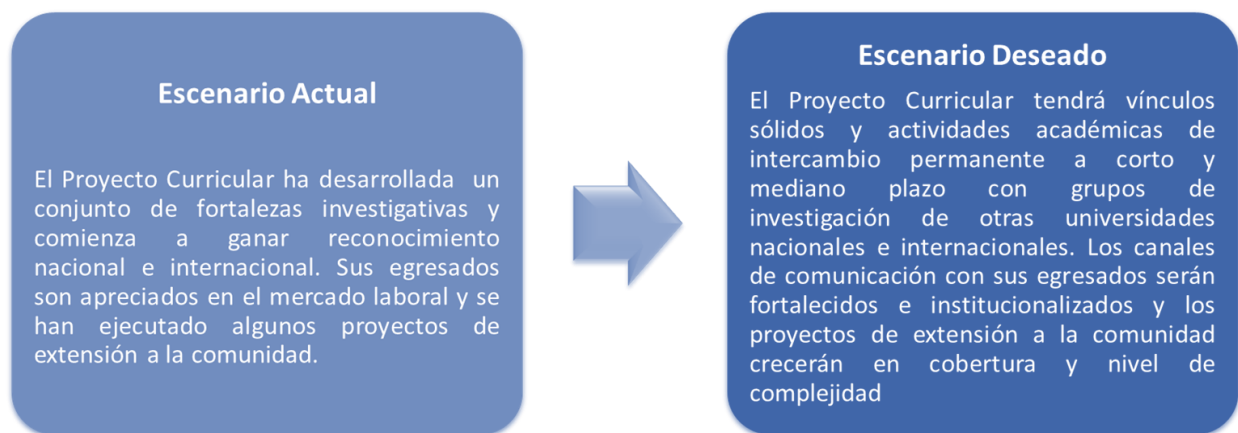 Escenario Actual
El Proyecto Curricular ha desarrollada un
conjunto de fortalezas investigativas y
comienza a ganar reconocimiento
nacional e internacional. Sus egresados
son apreciados en el mercado laboral y se
han ejecutado algunos proyectos de
extensión a la comunidad.
Escenario Deseado
El Proyecto Curricular tendrá vínculos
sólidos y actividades académicas de
intercambio permanente a corto y
mediano plazo con grupos de
investigación de otras universidades
nacionales e internacionales. Los canales
de comunicación con sus egresados serán
fortalecidos e institucionalizados y los
proyectos de extensión a la comunidad
crecerán en cobertura y nivel de
complejidad